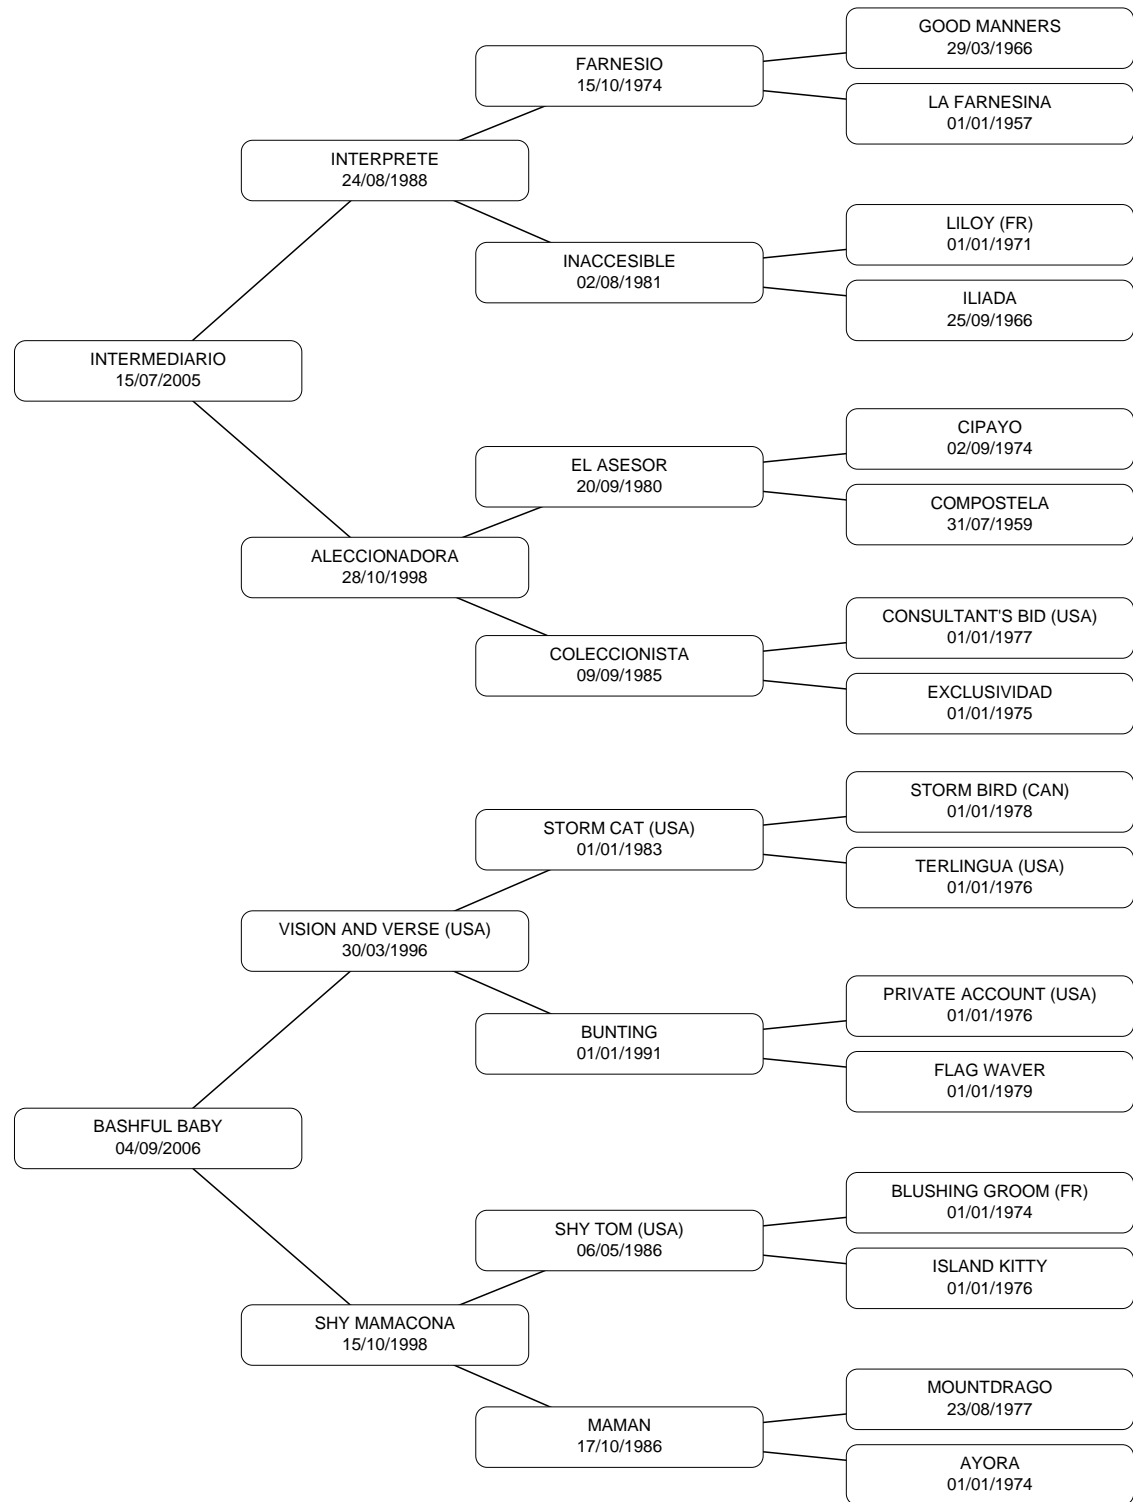 GOOD MANNERS
29/03/1966
FARNESIO
15/10/1974
LA FARNESINA
01/01/1957
INTERPRETE
24/08/1988
LILOY (FR)
01/01/1971
INACCESIBLE
02/08/1981
ILIADA
25/09/1966
INTERMEDIARIO
15/07/2005
CIPAYO
02/09/1974
EL ASESOR
20/09/1980
COMPOSTELA
31/07/1959
ALECCIONADORA
28/10/1998
CONSULTANT'S BID (USA)
01/01/1977
COLECCIONISTA
09/09/1985
EXCLUSIVIDAD
01/01/1975
STORM BIRD (CAN)
01/01/1978
STORM CAT (USA)
01/01/1983
TERLINGUA (USA)
01/01/1976
VISION AND VERSE (USA)
30/03/1996
PRIVATE ACCOUNT (USA)
01/01/1976
BUNTING
01/01/1991
FLAG WAVER
01/01/1979
BASHFUL BABY
04/09/2006
BLUSHING GROOM (FR)
01/01/1974
SHY TOM (USA)
06/05/1986
ISLAND KITTY
01/01/1976
SHY MAMACONA
15/10/1998
MOUNTDRAGO
23/08/1977
MAMAN
17/10/1986
AYORA
01/01/1974